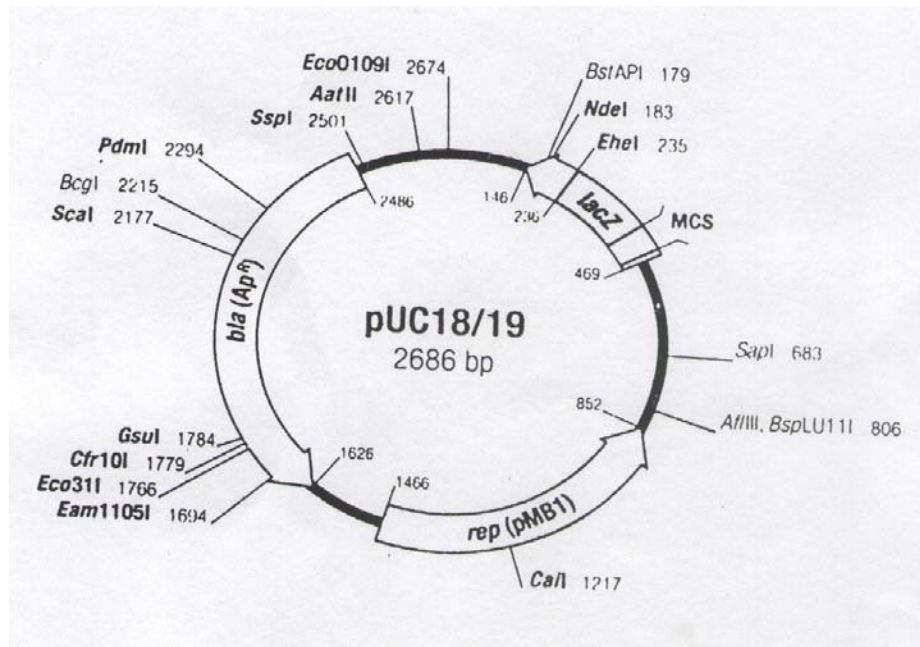 EcoO109I 2674
AatII 2617
SspI 2501
PdmI 2294
BcgI 2215
ScaI 2177
BstAPI 179
NdeI 183
EheI 235
2486
146
236
lacZ
MCS
469
bla (ApR)
pUC18/19
2686 bp
SapI 683
852
AflIII, BspLU11I 806
GsuI 1784
Cfr10I 1779
Eco31I 1766
Eam1105I 1694
1626
1466
rep (pMB1)
CaiI 1217